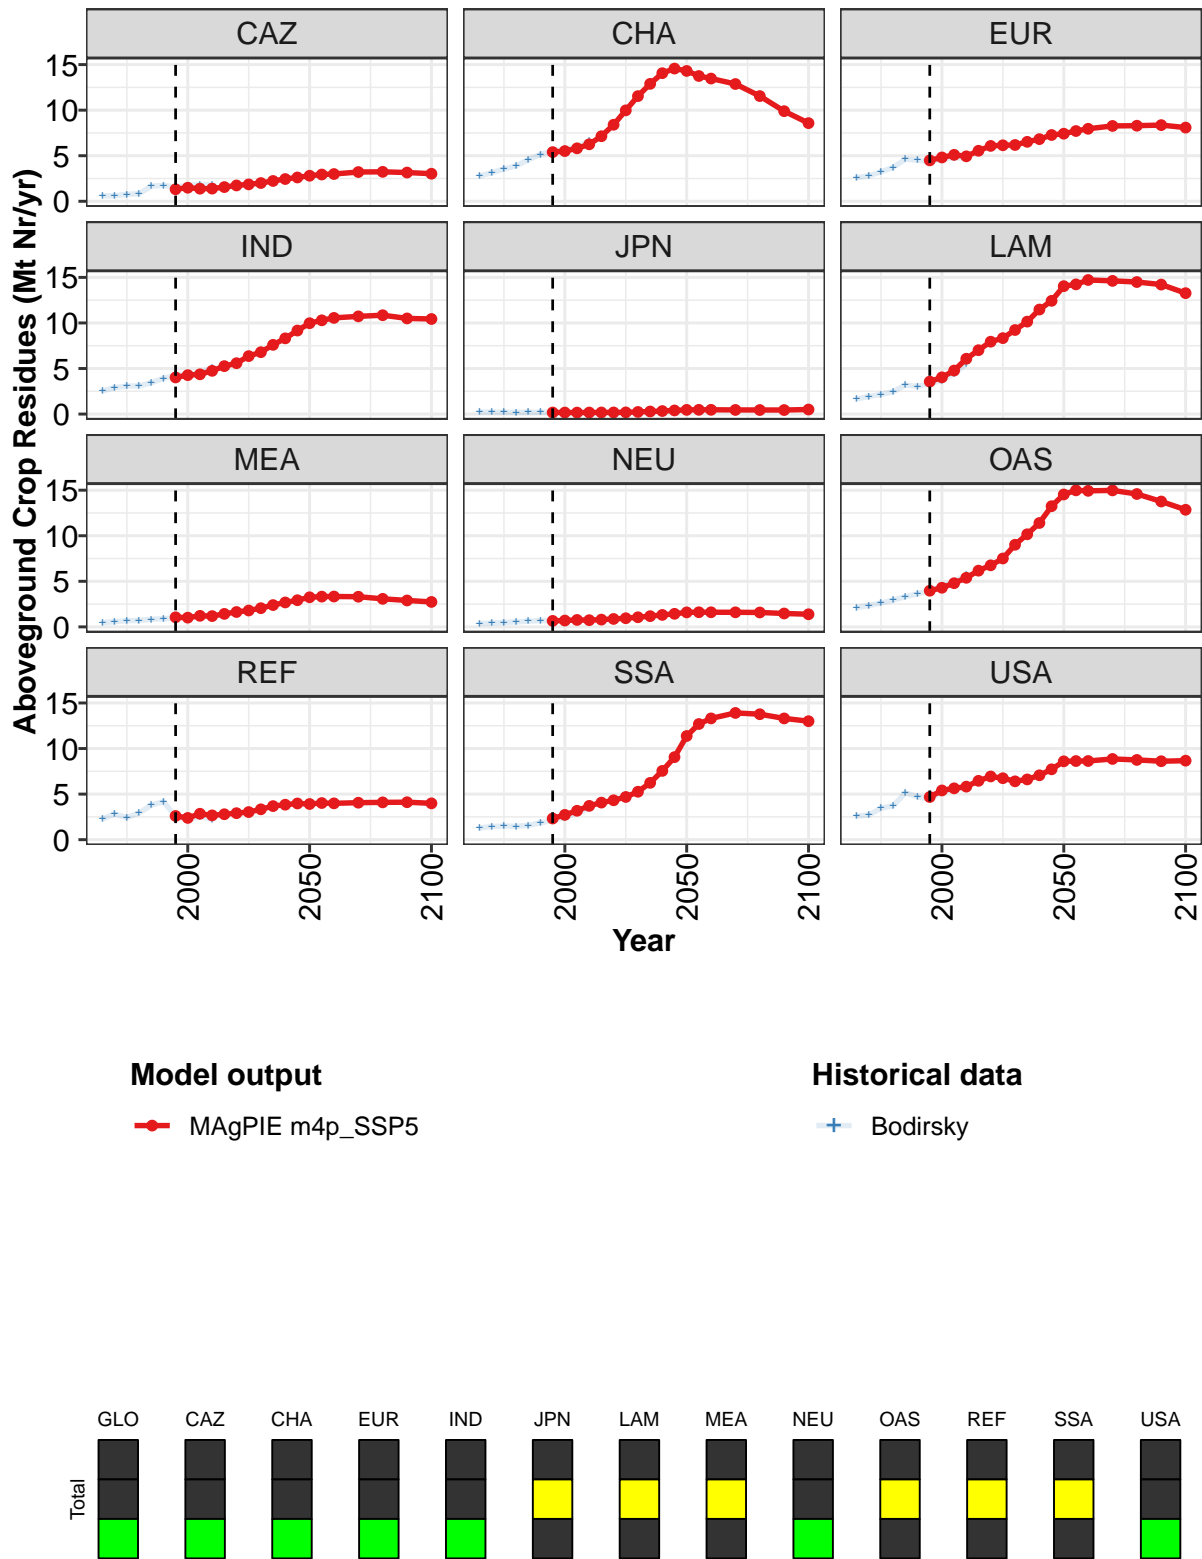 Aboveground Crop Residues (Mt Nr/yr)
CAZ CHA EUR
15
10
5
0
IND JPN LAM
15
10
5
0
MEA NEU OAS
15
10
5
0
REF SSA USA
15
10
5
0
2000 2050 2100 2000 2050 2100 2000 2050 2100
Year
Model output Historical data
MAgPIE m4p_SSP5 Bodirsky
GLO CAZ CHA EUR IND JPN LAM MEA NEU OAS REF SSA USA
Total